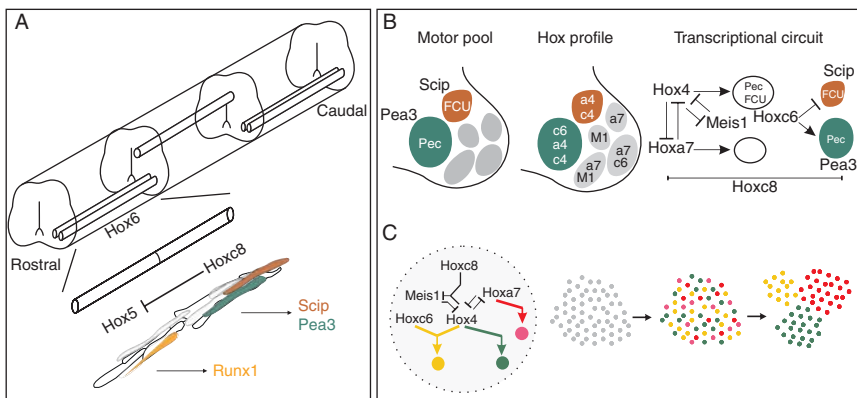 A
Caudal
Hox6
Rostral
Hoxc8
Hox5
Scip
Pea3
Runx1
B
Motor pool
Hox profile
Transcriptional circuit
Scip
FCU
Pea3
Pec
a4
c4
a7
c6
a4
c4
M1
a7
c6
a7
M1
Hox4
Pec
FCU
Scip
FCU
Meis1
Hoxc6
Hoxa7
Pec
Pea3
Hoxc8
C
Hoxc8
Meis1
Hoxa7
Hoxc6
Hox4